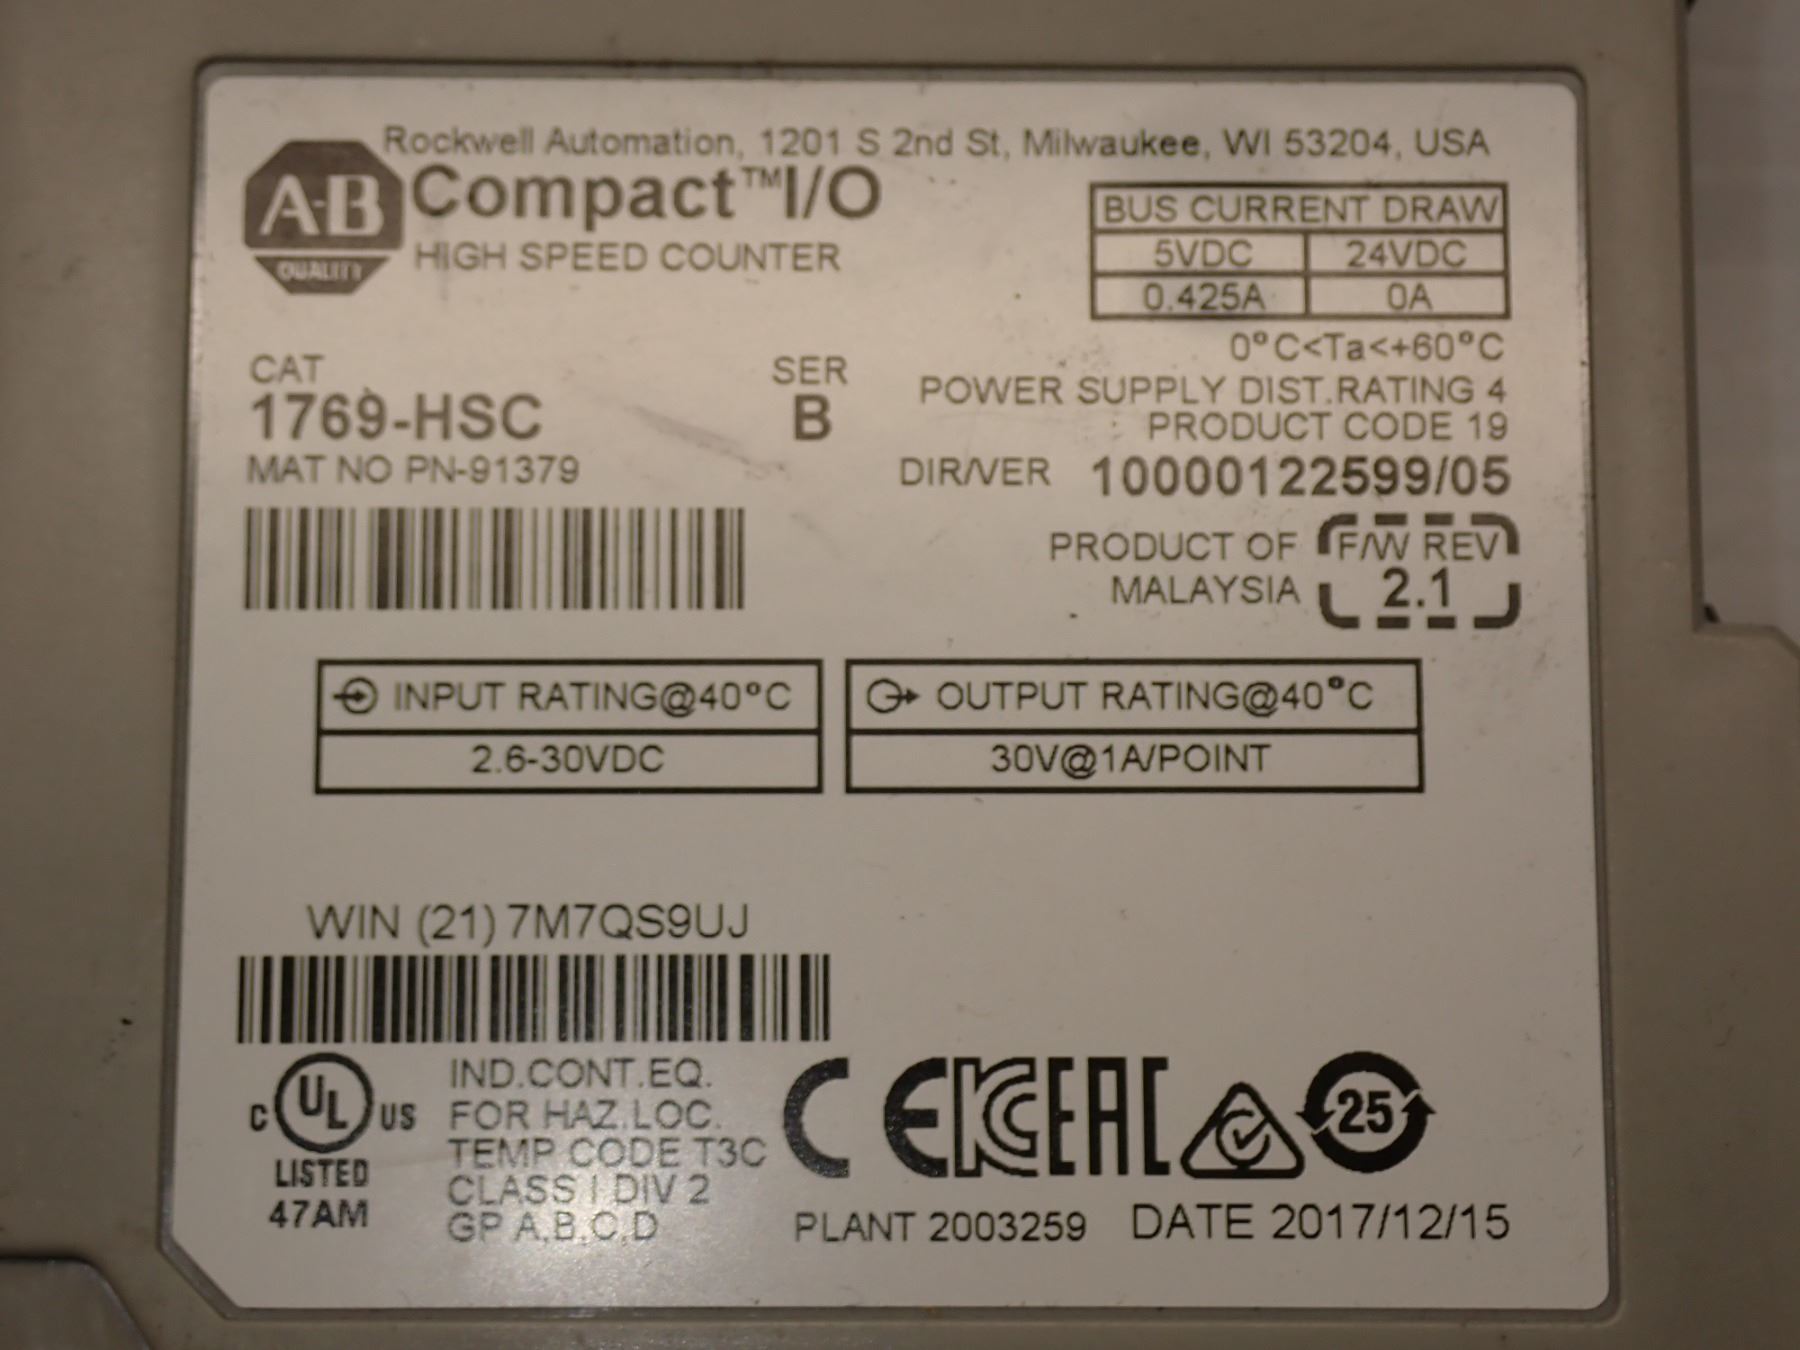 Rockwell Automation, 1201 S 2nd St, Milwaukee, WI 53204, USA
A-B
QUALITY
Compact™I/O
HIGH SPEED COUNTER
BUS CURRENT DRAW
5VDC 24VDC
0.425A 0A
0°C<Ta<+60°C
CAT SER
1769-HSC B
MAT NO PN-91379
POWER SUPPLY DIST.RATING 4
PRODUCT CODE 19
DIR/VER 10000122599/05
PRODUCT OF
MALAYSIA
F/W REV
2.1
INPUT RATING@40°C
2.6-30VDC
OUTPUT RATING@40°C
30V@1A/POINT
WIN (21) 7M7QS9UJ
C UL US
LISTED
47AM
IND.CONT.EQ.
FOR HAZ.LOC.
TEMP CODE T3C
CLASS I DIV 2
GP A,B,C,D
CE KC EAC 25
PLANT 2003259 DATE 2017/12/15